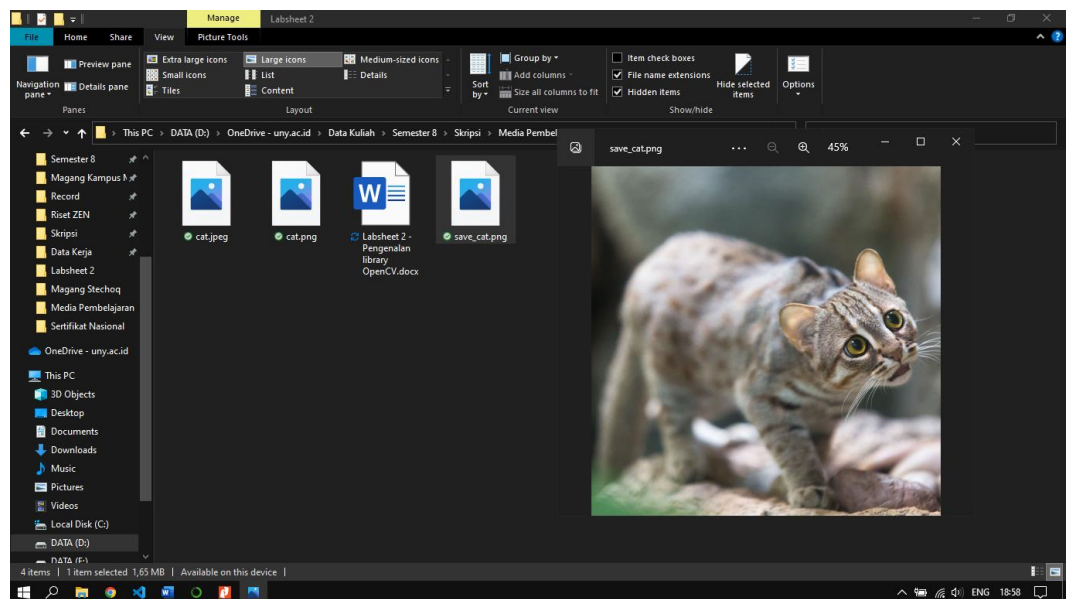 Manage Labsheet 2
File Home Share View Picture Tools
Navigation pane
Preview pane
Details pane
Panes
Extra large icons Large icons Medium-sized icons
Small icons List Details
Tiles Content
Layout
Sort by
Group by
Add columns
Size all columns to fit
Current view
Item check boxes
File name extensions
Hidden items
Hide selected items
Show/hide
Options
This PC > DATA (D:) > OneDrive - uny.ac.id > Data Kuliah > Semester 8 > Skripsi > Media Pembel
Semester 8
Magang Kampus M
Record
Riset ZEN
Skripsi
Data Kerja
Labsheet 2
Magang Stechoq
Media Pembelajaran
Sertifikat Nasional
OneDrive - uny.ac.id
This PC
3D Objects
Desktop
Documents
Downloads
Music
Pictures
Videos
Local Disk (C:)
DATA (D:)
DATA (E:)
cat.jpeg
cat.png
W
Labsheet 2 -
Pengenalan
library
OpenCV.docx
save_cat.png
save_cat.png ... 45%
4 items | 1 item selected 1,65 MB | Available on this device |
ENG 18:58